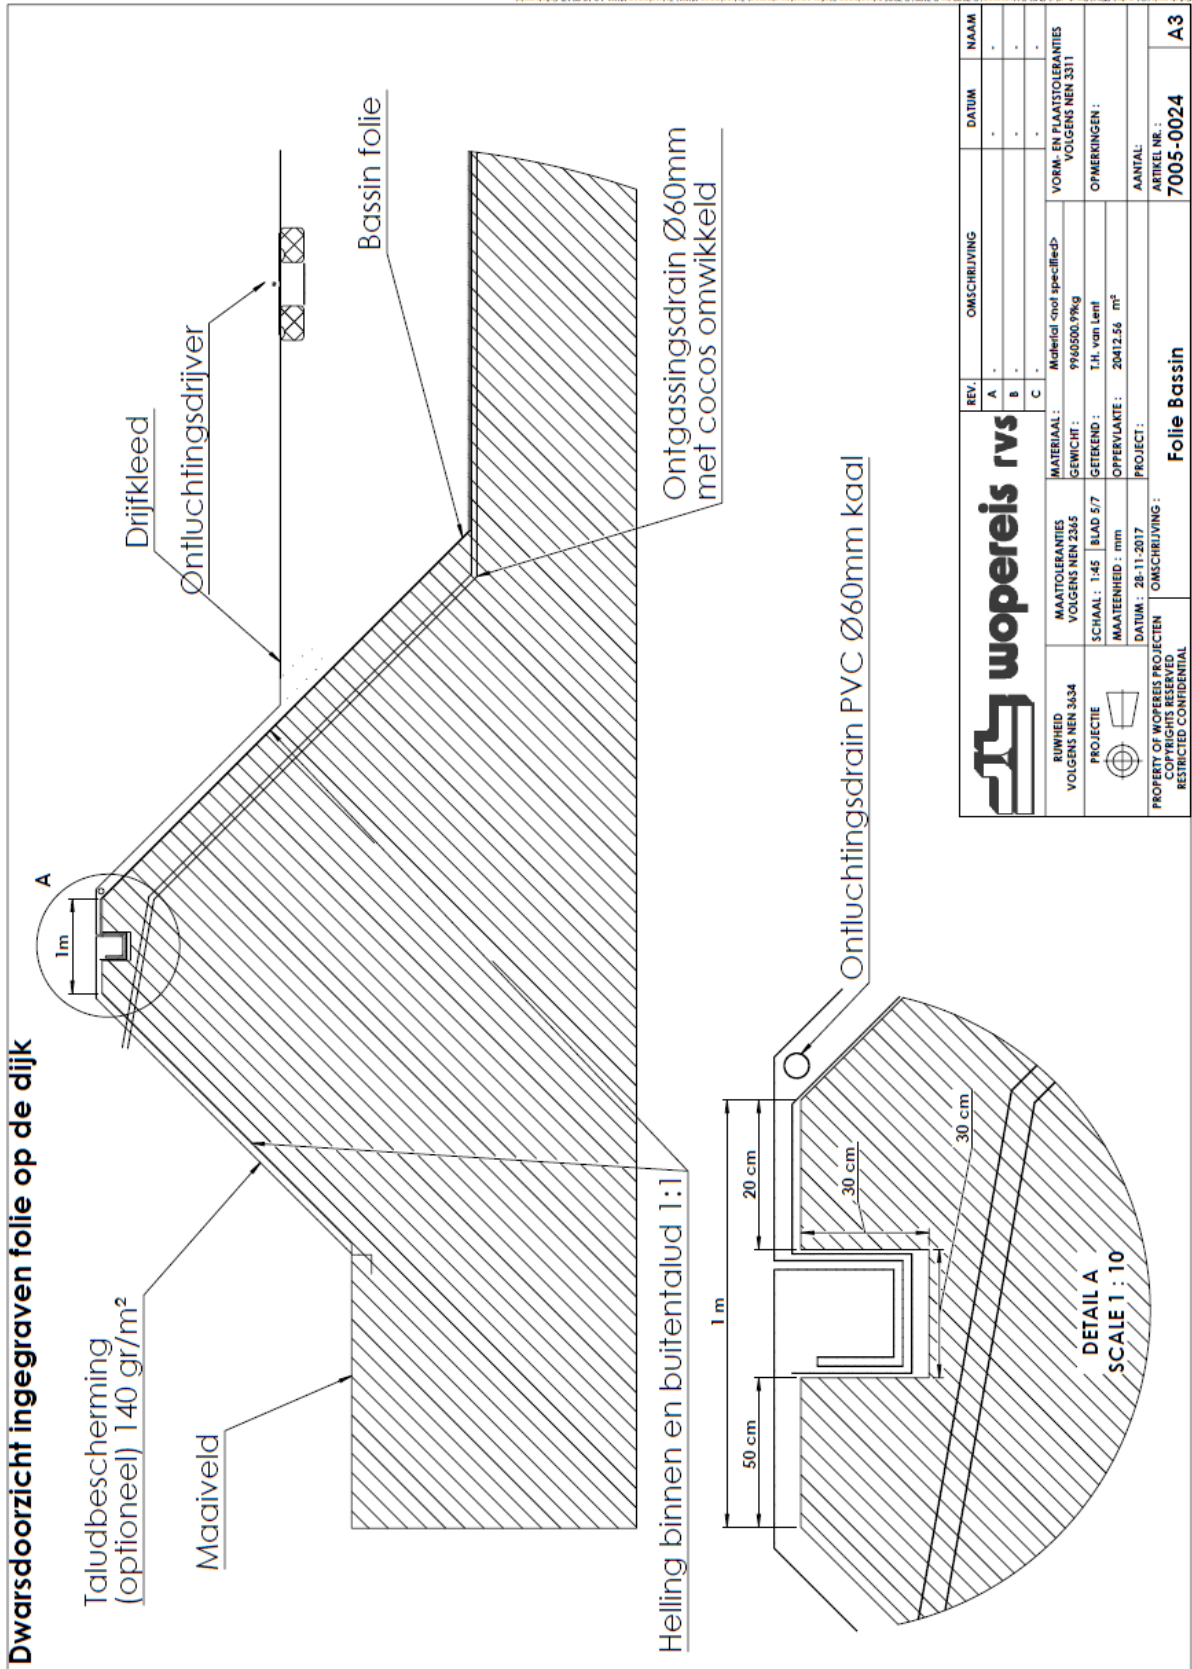 Dwarsdoorzicht ingegraven folie op de dijk
Taludbescherming
(optioneel) 140 gr/m²
Maaiveld
1m
A
Drijfkleed
Ontluchtingsdrijver
Bassin folie
Ontgassingsdrain Ø60mm
met cocos omwikkeld
Helling binnen en buitentalud 1:1
1 m
50 cm
20 cm
30 cm
30 cm
DETAIL A
SCALE 1 : 10
Ontluchtingsdrain PVC Ø60mm kaal
wopereis rvs
REV. OMSCHRIJVING DATUM NAAM
A - - -
B - - -
C - - -
RUWHEID
VOLGENS NEN 3634
MAATTOLERANTIES
VOLGENS NEN 2365
MATERIAAL : Material <not specified>
GEWICHT : 9960500.99kg
VORM- EN PLAATSTOLERANTIES
VOLGENS NEN 3311
PROJECTIE
SCHAAL : 1:45 BLAD 5/7
GETEKEND : T.H. van Lent
OPMERKINGEN :
MAATEENHEID : mm
OPPERVLAKTE : 20412.56 m²
DATUM : 28-11-2017
PROJECT :
AANTAL:
PROPERTY OF WOPEREIS PROJECTEN
COPYRIGHTS RESERVED
RESTRICTED CONFIDENTIAL
OMSCHRIJVING :
Folie Bassin
ARTIKEL NR. :
7005-0024
A3